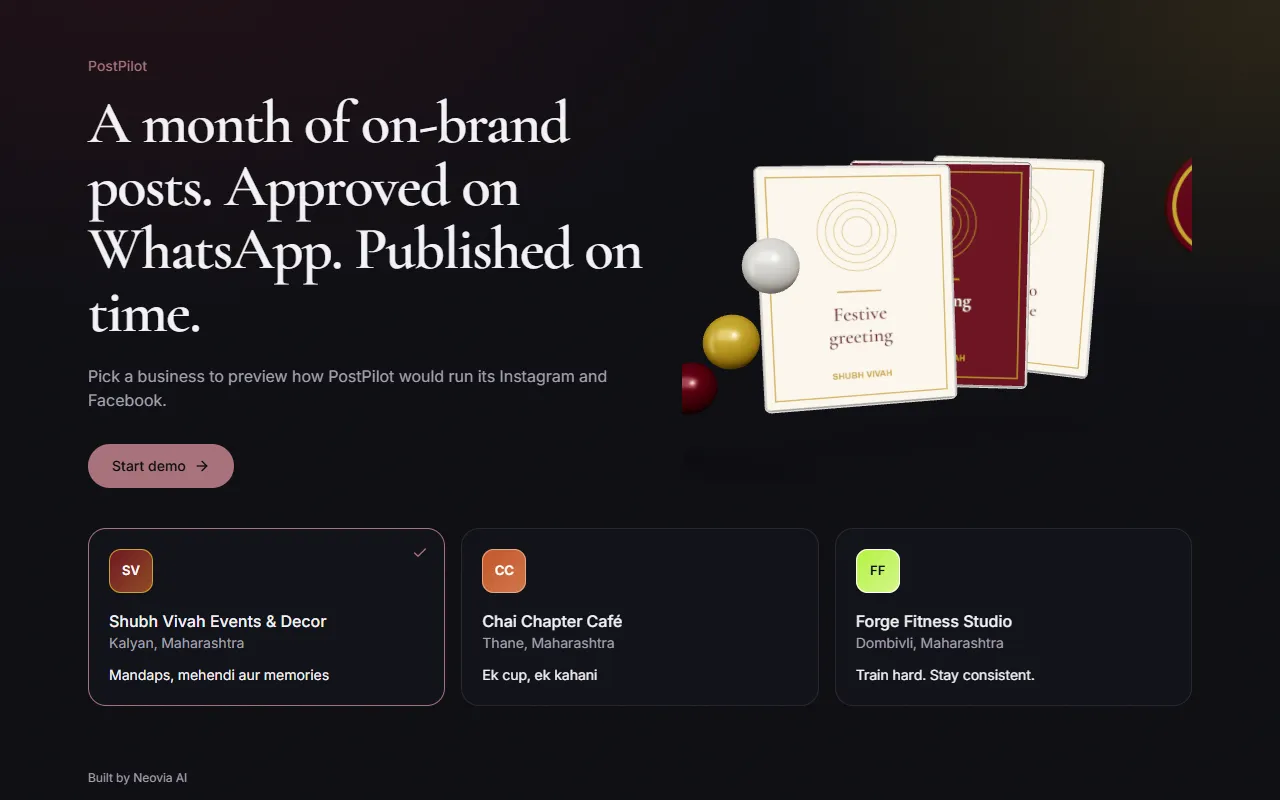 PostPilot
A month of on-brand
posts. Approved on
WhatsApp. Published on
time.
Pick a business to preview how PostPilot would run its Instagram and
Facebook.
Start demo
Festive
greeting
SHUBH VIVAH
SV
Shubh Vivah Events & Decor
Kalyan, Maharashtra
Mandaps, mehendi aur memories
CC
Chai Chapter Café
Thane, Maharashtra
Ek cup, ek kahani
FF
Forge Fitness Studio
Dombivli, Maharashtra
Train hard. Stay consistent.
Built by Neovia AI